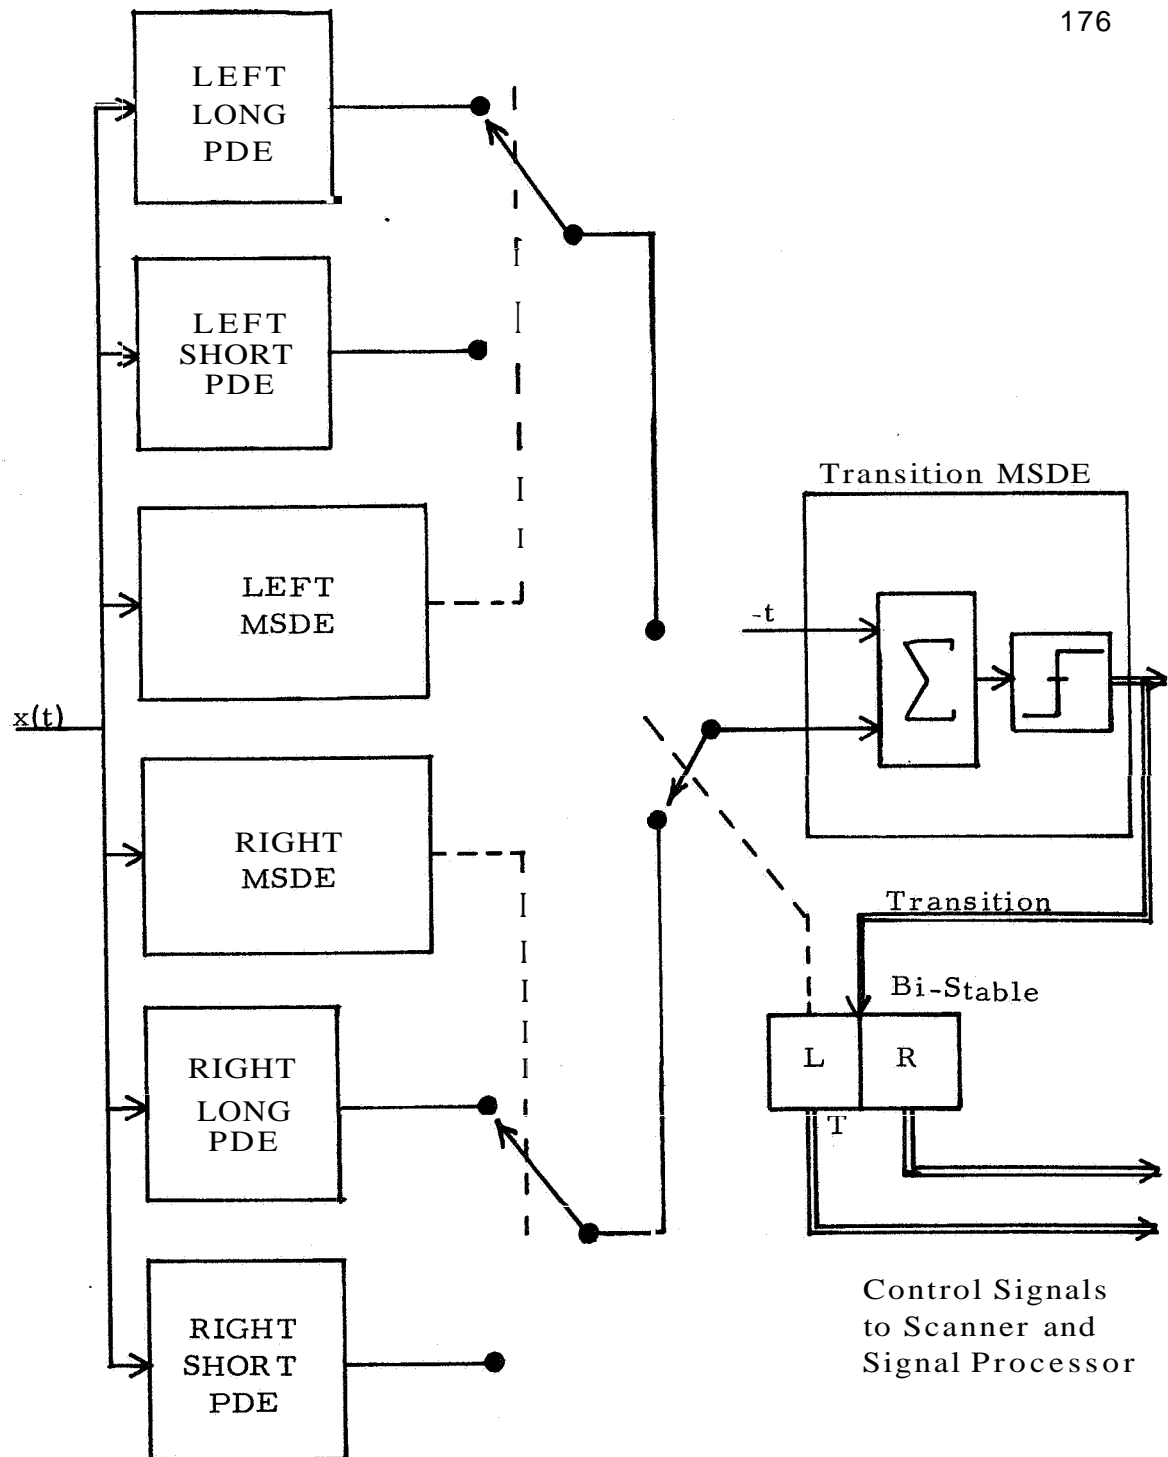 176
LEFT
LONG
PDE
LEFT
SHORT
PDE
Transition MSDE
LEFT
MSDE
-t
Σ
x(t)
RIGHT
MSDE
Transition
Bi-Stable
L R
T
RIGHT
LONG
PDE
Control Signals
to Scanner and
Signal Processor
RIGHT
SHORT
PDE